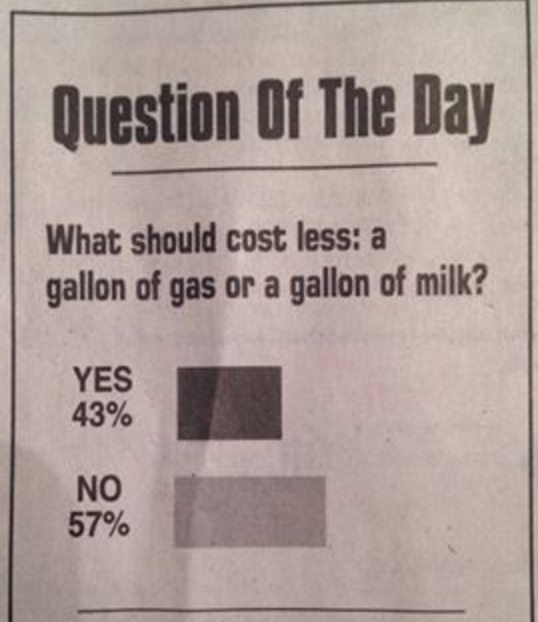 Question Of The Day
What should cost less: a
gallon of gas or a gallon of milk?
YES
43%
NO
57%